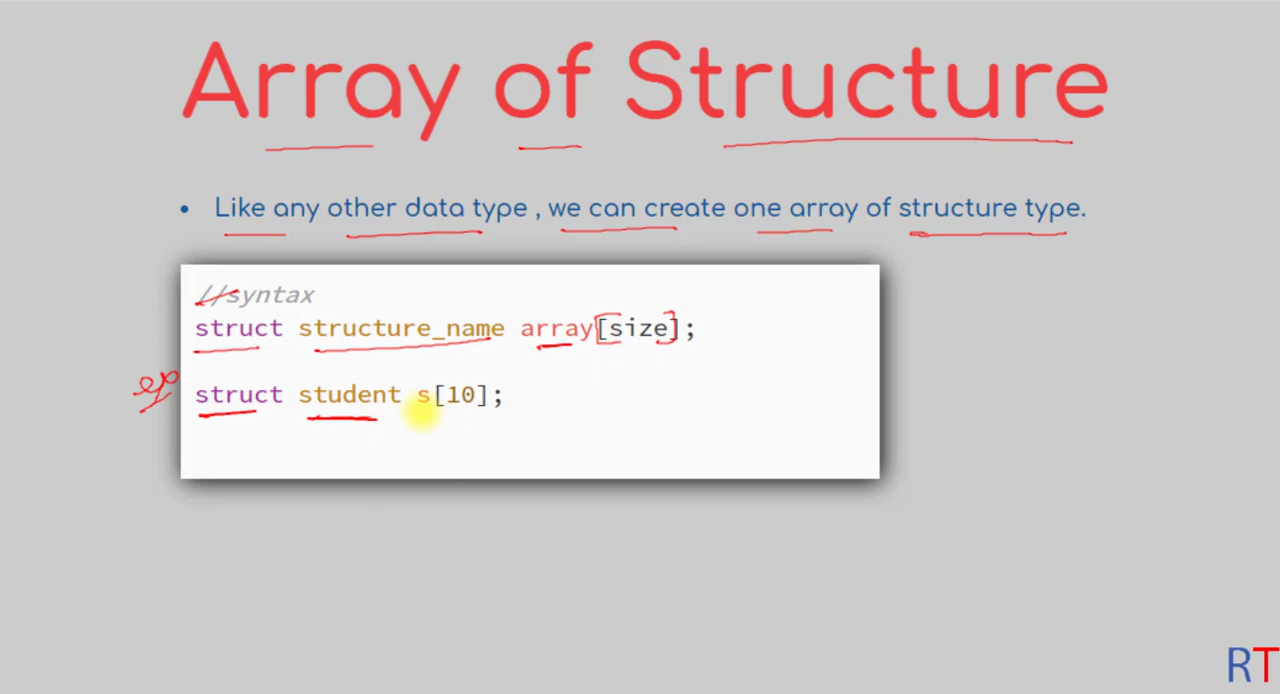 Array of Structure
• Like any other data type , we can create one array of structure type.
//syntax
struct structure_name array[size];
struct student s[10];
RT